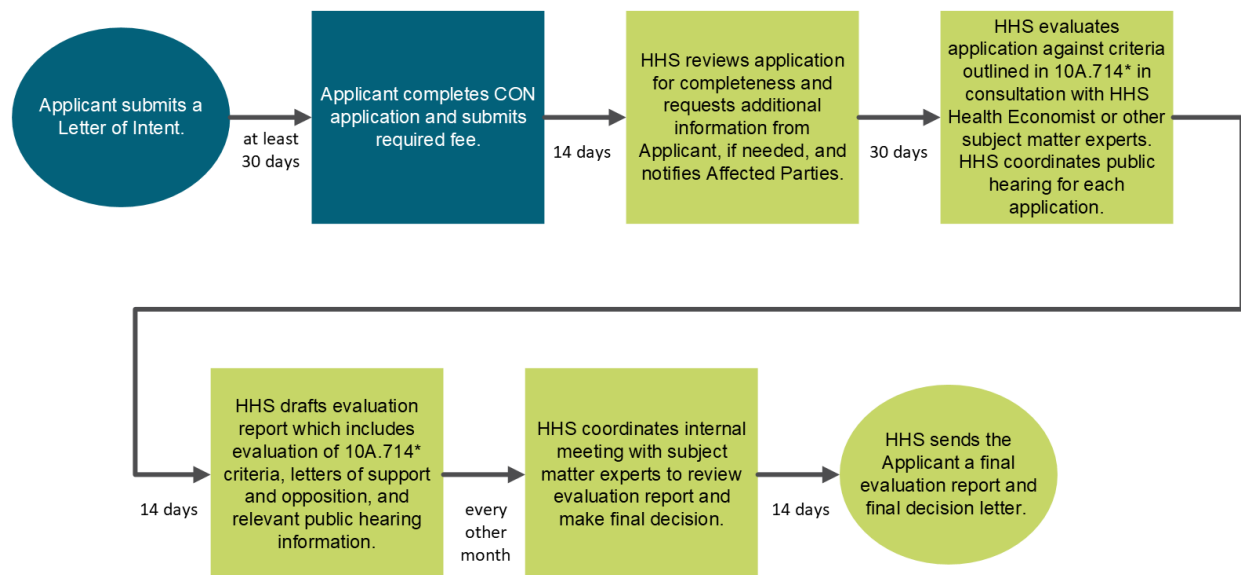 Applicant submits a
Letter of Intent.
at least
30 days
Applicant completes CON
application and submits
required fee.
14 days
HHS reviews application
for completeness and
requests additional
information from
Applicant, if needed, and
notifies Affected Parties.
30 days
HHS evaluates
application against criteria
outlined in 10A.714* in
consultation with HHS
Health Economist or other
subject matter experts.
HHS coordinates public
hearing for each
application.
14 days
HHS drafts evaluation
report which includes
evaluation of 10A.714*
criteria, letters of support
and opposition, and
relevant public hearing
information.
every
other
month
HHS coordinates internal
meeting with subject
matter experts to review
evaluation report and
make final decision.
14 days
HHS sends the
Applicant a final
evaluation report and
final decision letter.